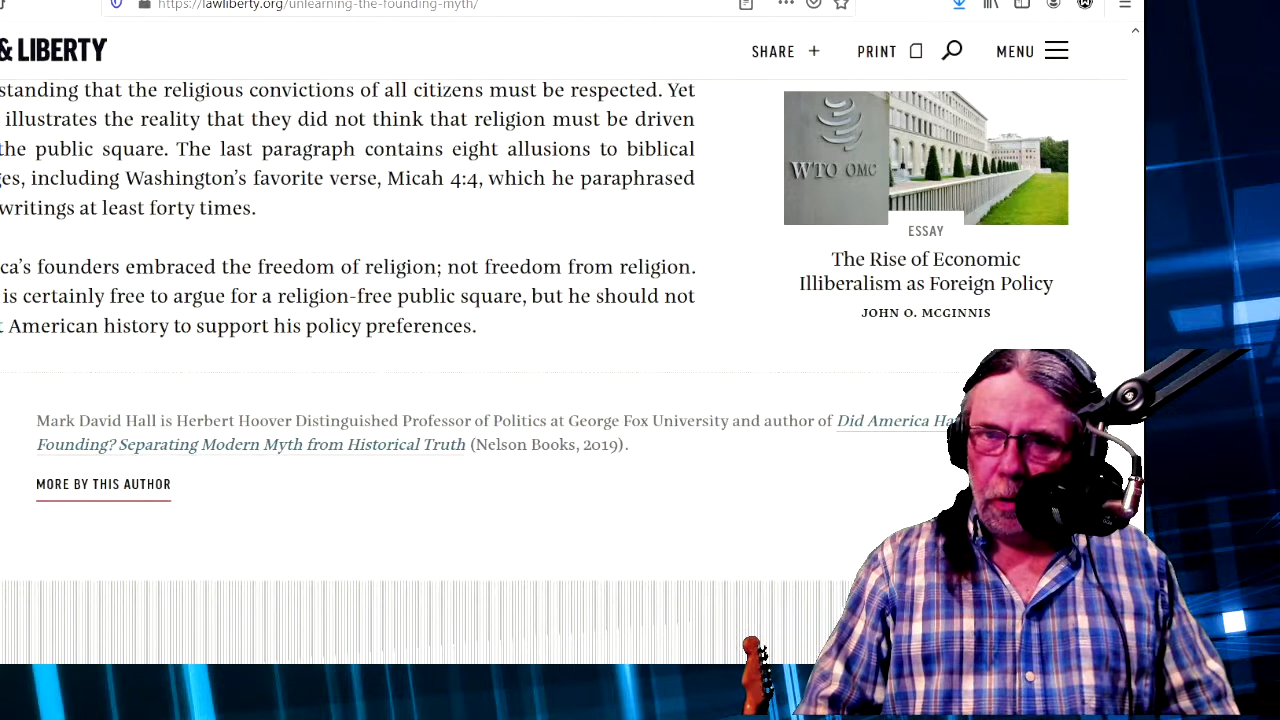 https://lawliberty.org/unlearning-the-founding-myth/
& LIBERTY
SHARE +
PRINT
MENU
standing that the religious convictions of all citizens must be respected. Yet
illustrates the reality that they did not think that religion must be driven
the public square. The last paragraph contains eight allusions to biblical
ges, including Washington's favorite verse, Micah 4:4, which he paraphrased
writings at least forty times.
ca's founders embraced the freedom of religion; not freedom from religion.
is certainly free to argue for a religion-free public square, but he should not
t American history to support his policy preferences.
WTO OMC
ESSAY
The Rise of Economic
Illiberalism as Foreign Policy
JOHN O. MCGINNIS
Mark David Hall is Herbert Hoover Distinguished Professor of Politics at George Fox University and author of Did America Ha
Founding? Separating Modern Myth from Historical Truth (Nelson Books, 2019).
MORE BY THIS AUTHOR